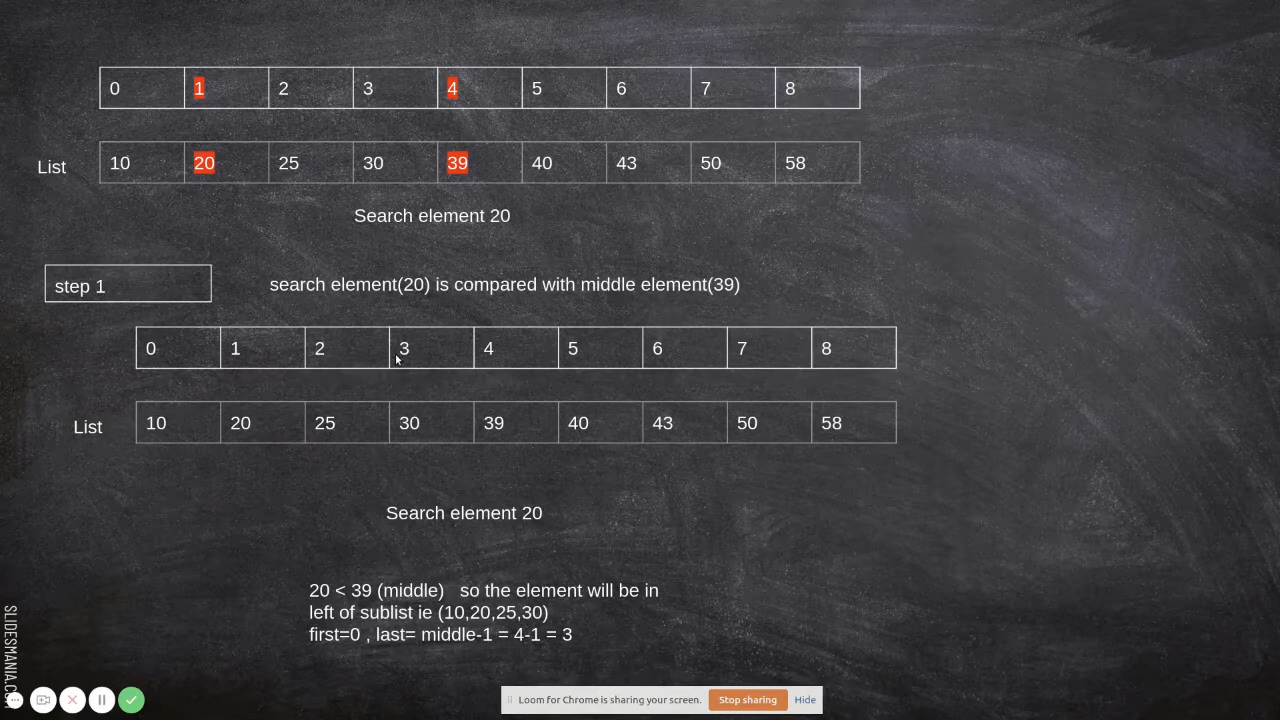 0 1 2 3 4 5 6 7 8
List 10 20 25 30 39 40 43 50 58
Search element 20
step 1 search element(20) is compared with middle element(39)
0 1 2 3 4 5 6 7 8
List 10 20 25 30 39 40 43 50 58
Search element 20
20 < 39 (middle) so the element will be in
left of sublist ie (10,20,25,30)
first=0 , last= middle-1 = 4-1 = 3
Loom for Chrome is sharing your screen. Stop sharing Hide